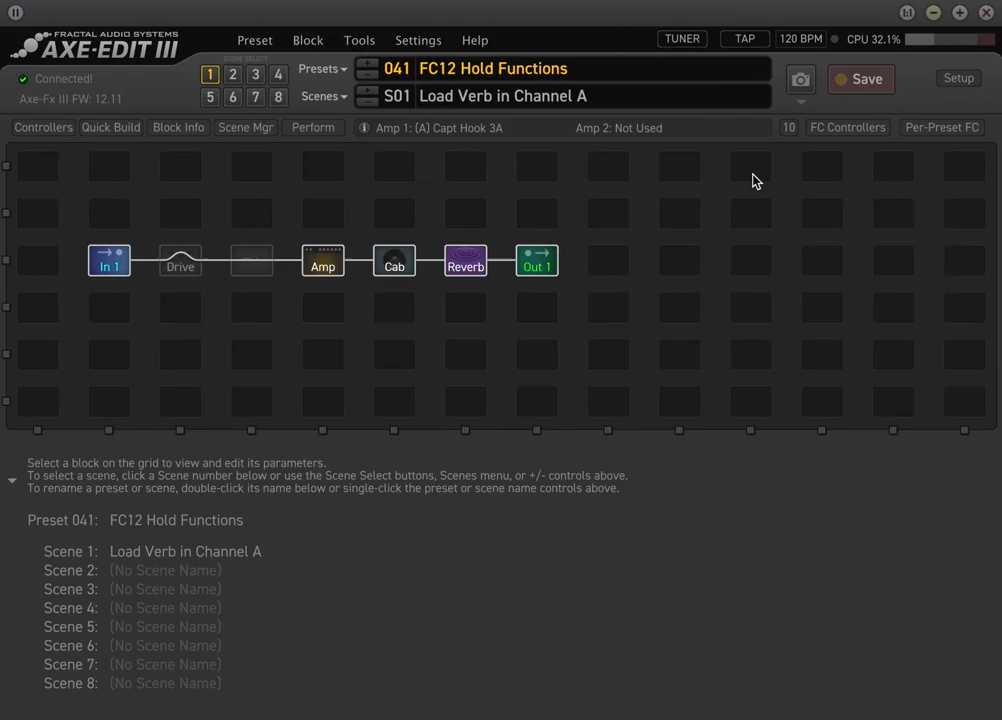 FRACTAL AUDIO SYSTEMS
AXE-EDIT III
Preset Block Tools Settings Help
TUNER TAP 120 BPM CPU 32.1%
Connected!
Axe-Fx III FW: 12.11
SCENE SELECT
1 2 3 4
5 6 7 8
Presets
+
-
041 FC12 Hold Functions
Scenes
+
-
S01 Load Verb in Channel A
Save
Setup
Controllers Quick Build Block Info Scene Mgr Perform
Amp 1: (A) Capt Hook 3A Amp 2: Not Used
10 FC Controllers Per-Preset FC
In 1 Drive Amp Cab Reverb Out 1
Select a block on the grid to view and edit its parameters.
To select a scene, click a Scene number below or use the Scene Select buttons, Scenes menu, or +/- controls above.
To rename a preset or scene, double-click its name below or single-click the preset or scene name controls above.
Preset 041: FC12 Hold Functions
Scene 1: Load Verb in Channel A
Scene 2: (No Scene Name)
Scene 3: (No Scene Name)
Scene 4: (No Scene Name)
Scene 5: (No Scene Name)
Scene 6: (No Scene Name)
Scene 7: (No Scene Name)
Scene 8: (No Scene Name)